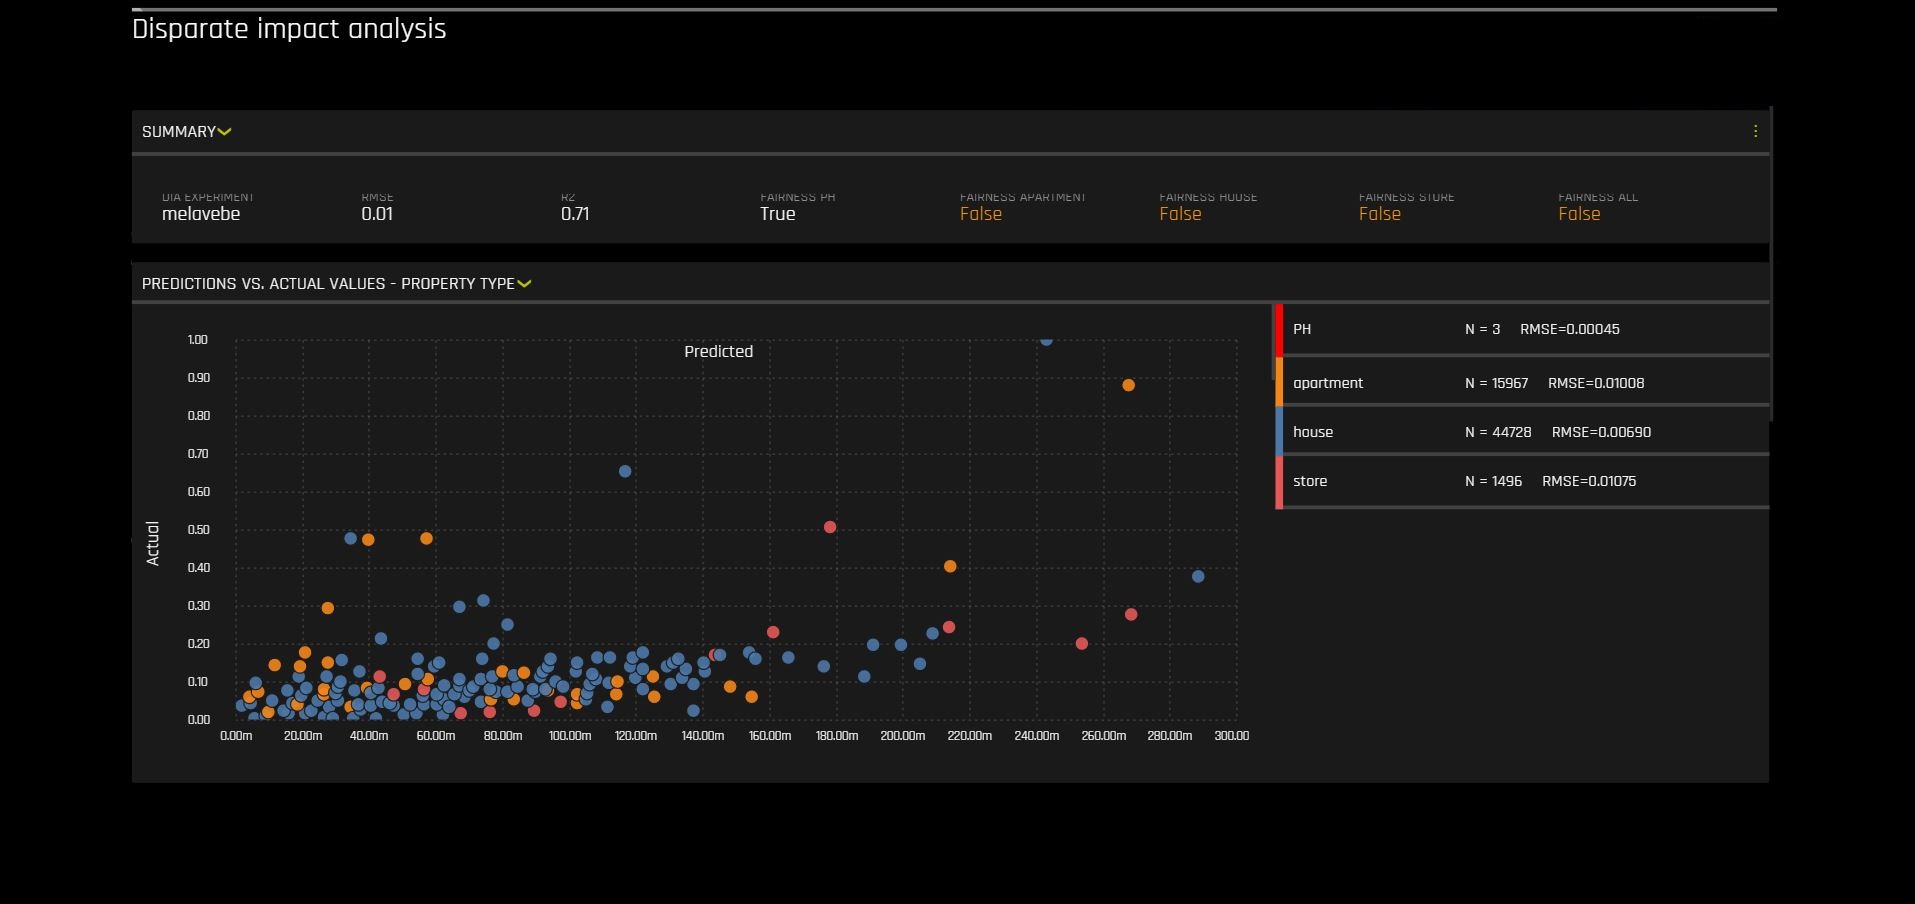 Disparate impact analysis
SUMMARY
DIA EXPERIMENT RMSE R2 FAIRNESS PH FAIRNESS APARTMENT FAIRNESS HOUSE FAIRNESS STORE FAIRNESS ALL
melavebe 0.01 0.71 True False False False False
PREDICTIONS VS. ACTUAL VALUES - PROPERTY TYPE
Predicted
Actual
1.00
0.90
0.80
0.70
0.60
0.50
0.40
0.30
0.20
0.10
0.00
0.00m 20.00m 40.00m 60.00m 80.00m 100.00m 120.00m 140.00m 160.00m 180.00m 200.00m 220.00m 240.00m 260.00m 280.00m 300.00
PH N = 3 RMSE=0.00045
apartment N = 15967 RMSE=0.01008
house N = 44728 RMSE=0.00690
store N = 1496 RMSE=0.01075